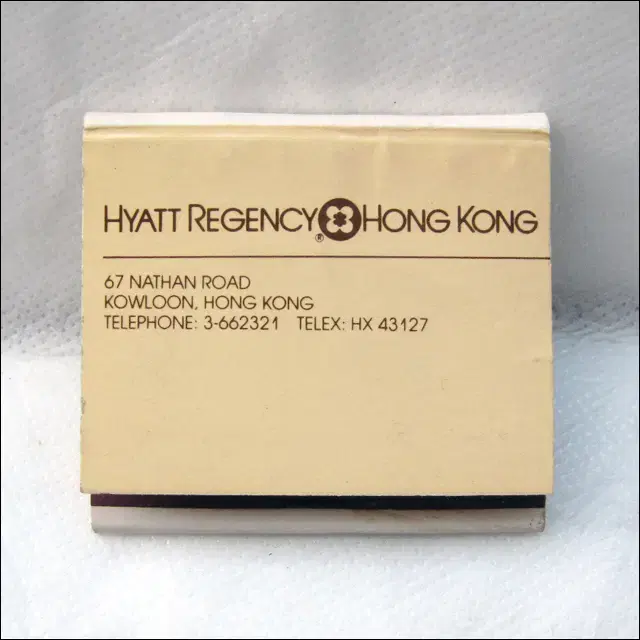 HYATT REGENCY® HONG KONG
67 NATHAN ROAD
KOWLOON, HONG KONG
TELEPHONE: 3-662321 TELEX: HX 43127